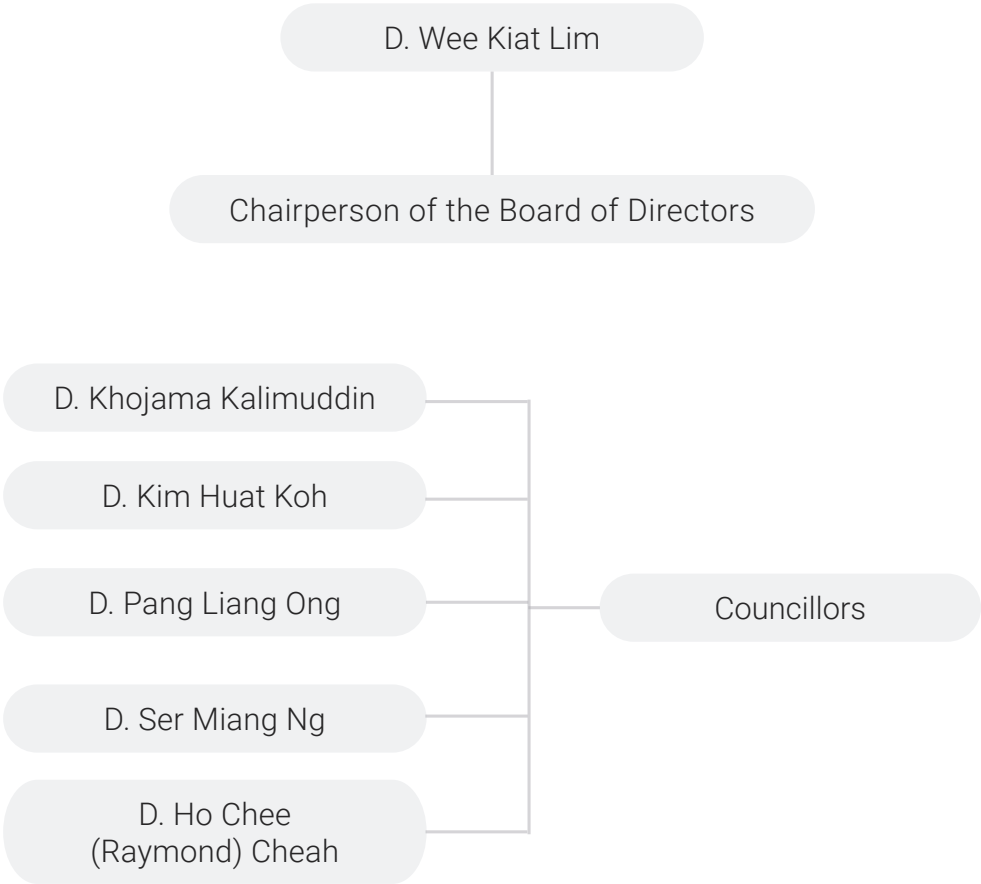 D. Wee Kiat Lim
Chairperson of the Board of Directors
D. Khojama Kalimuddin
D. Kim Huat Koh
D. Pang Liang Ong
Councillors
D. Ser Miang Ng
D. Ho Chee
(Raymond) Cheah